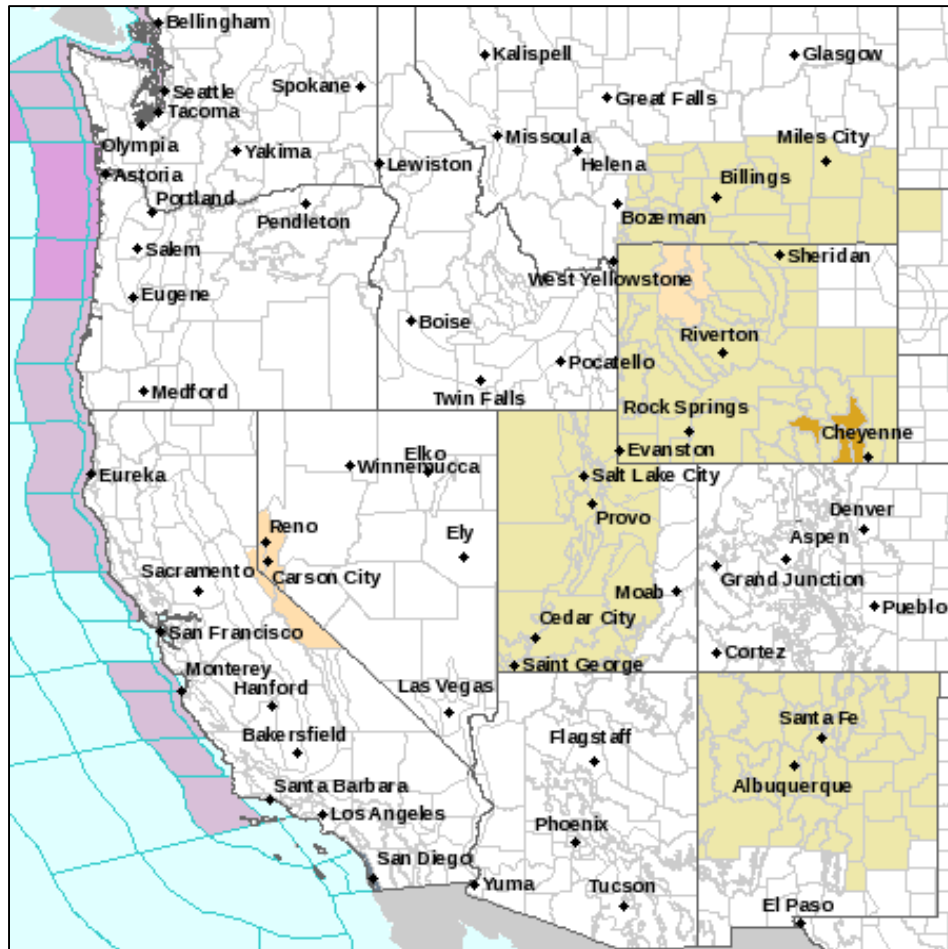 Bellingham
Kalispell
Glasgow
Seattle
Spokane
Great Falls
Tacoma
Olympia
Missoula
Miles City
Yakima
Helena
Lewiston
Astoria
Billings
Portland
Pendleton
Bozeman
Salem
Sheridan
West Yellowstone
Eugene
Boise
Riverton
Pocatello
Medford
Twin Falls
Rock Springs
Cheyenne
Elko
Evanston
Winnemucca
Eureka
Salt Lake City
Denver
Provo
Reno
Ely
Aspen
Sacramento
Carson City
Grand Junction
Moab
Pueblo
Cedar City
San Francisco
Cortez
Saint George
Monterey
Hanford
Las Vegas
Santa Fe
Flagstaff
Bakersfield
Albuquerque
Santa Barbara
Los Angeles
Phoenix
San Diego
Yuma
Tucson
El Paso